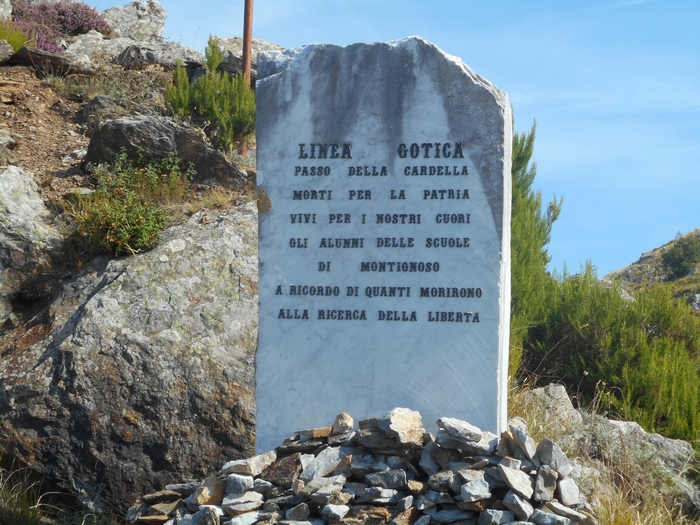 LINEA GOTICA
PASSO DELLA CARDELLA
MORTI PER LA PATRIA
VIVI PER I NOSTRI CUORI
GLI ALUNNI DELLE SCUOLE
DI MONTIGNOSO
A RICORDO DI QUANTI MORIRONO
ALLA RICERCA DELLA LIBERTA